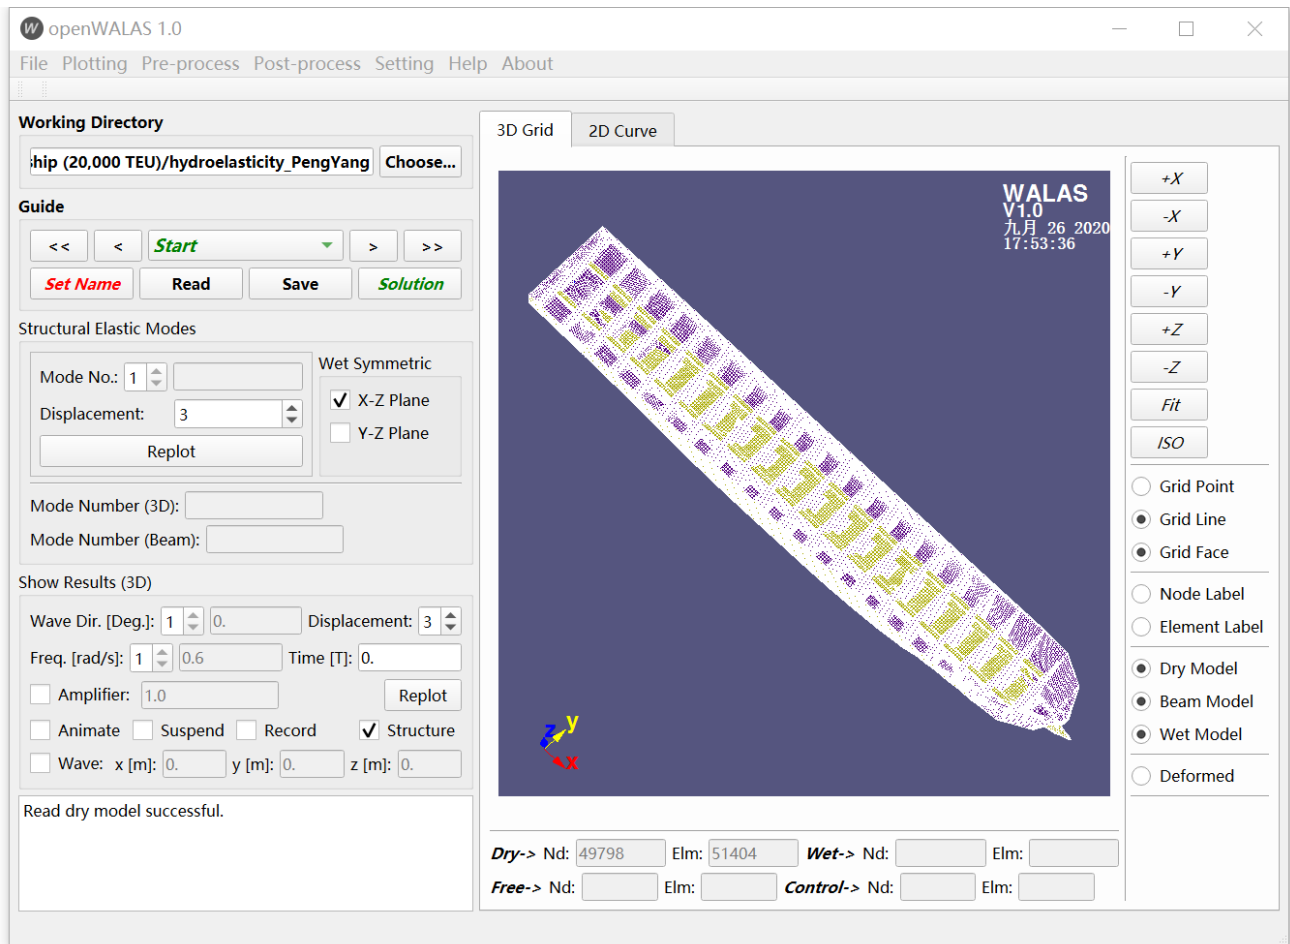 W openWALAS 1.0
File Plotting Pre-process Post-process Setting Help About
Working Directory
ship (20,000 TEU)/hydroelasticity_PengYang Choose...
Guide
<< < Start > >>
Set Name Read Save Solution
Structural Elastic Modes
Mode No.: 1
Displacement: 3
Replot
Wet Symmetric
X-Z Plane
Y-Z Plane
Mode Number (3D):
Mode Number (Beam):
Show Results (3D)
Wave Dir. [Deg.]: 1 0. Displacement: 3
Freq. [rad/s]: 1 0.6 Time [T]: 0.
Amplifier: 1.0 Replot
Animate Suspend Record Structure
Wave: x [m]: 0. y [m]: 0. z [m]: 0.
Read dry model successful.
3D Grid 2D Curve
WALAS
V1.0
九月 26 2020
17:53:36
z y
x
+X
-X
+Y
-Y
+Z
-Z
Fit
ISO
Grid Point
Grid Line
Grid Face
Node Label
Element Label
Dry Model
Beam Model
Wet Model
Deformed
Dry-> Nd: 49798 Elm: 51404 Wet-> Nd: Elm:
Free-> Nd: Elm: Control-> Nd: Elm: